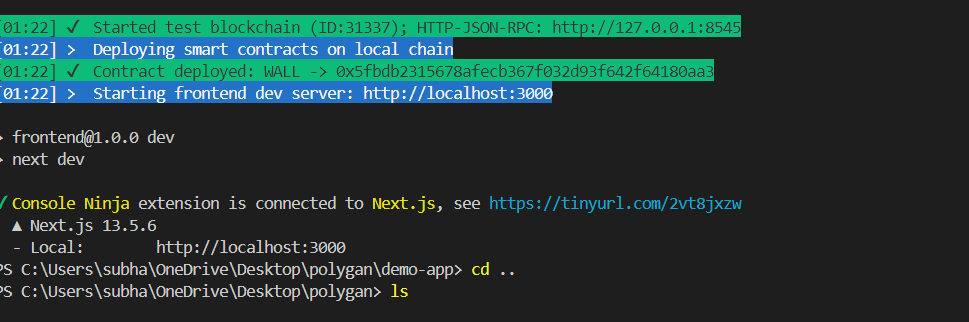 [01:22] ✓ Started test blockchain (ID:31337); HTTP-JSON-RPC: http://127.0.0.1:8545
[01:22] > Deploying smart contracts on local chain
[01:22] ✓ Contract deployed: WALL -> 0x5fbdb2315678afecb367f032d93f642f64180aa3
[01:22] > Starting frontend dev server: http://localhost:3000
> frontend@1.0.0 dev
> next dev
✓ Console Ninja extension is connected to Next.js, see https://tinyurl.com/2vt8jxzw
▲ Next.js 13.5.6
- Local: http://localhost:3000
PS C:\Users\subha\OneDrive\Desktop\polygan\demo-app> cd ..
PS C:\Users\subha\OneDrive\Desktop\polygan> ls